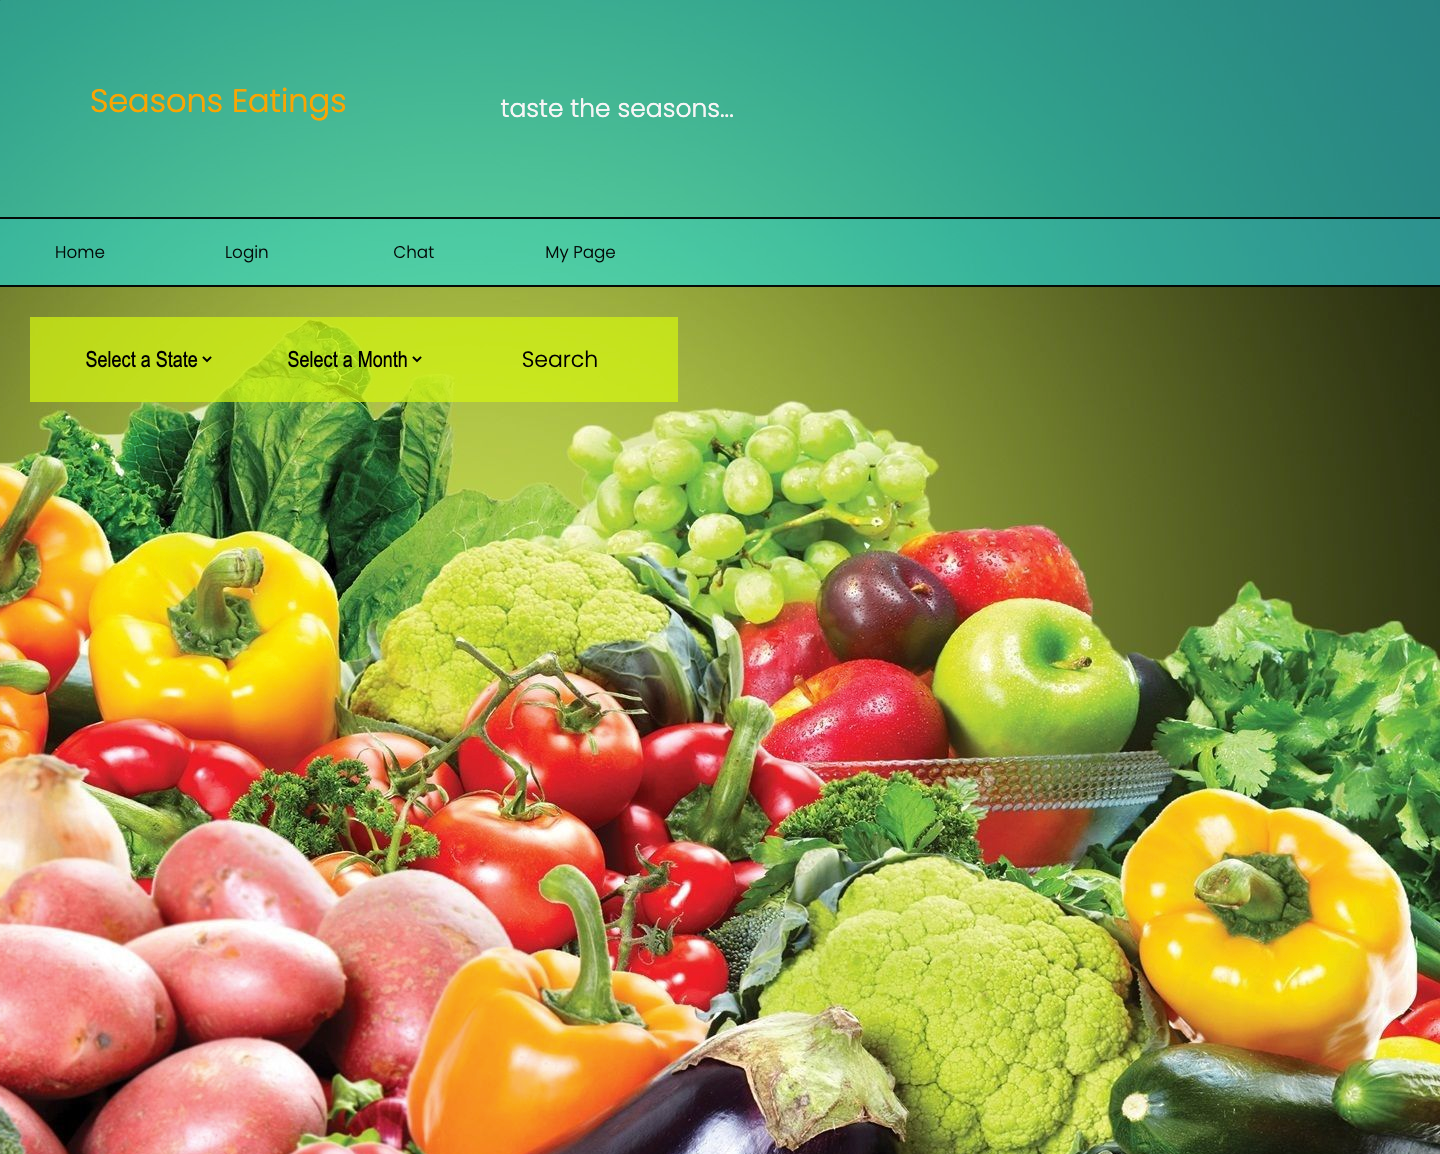 Seasons Eatings
taste the seasons...
Home
Login
Chat
My Page
Select a State
Select a Month
Search